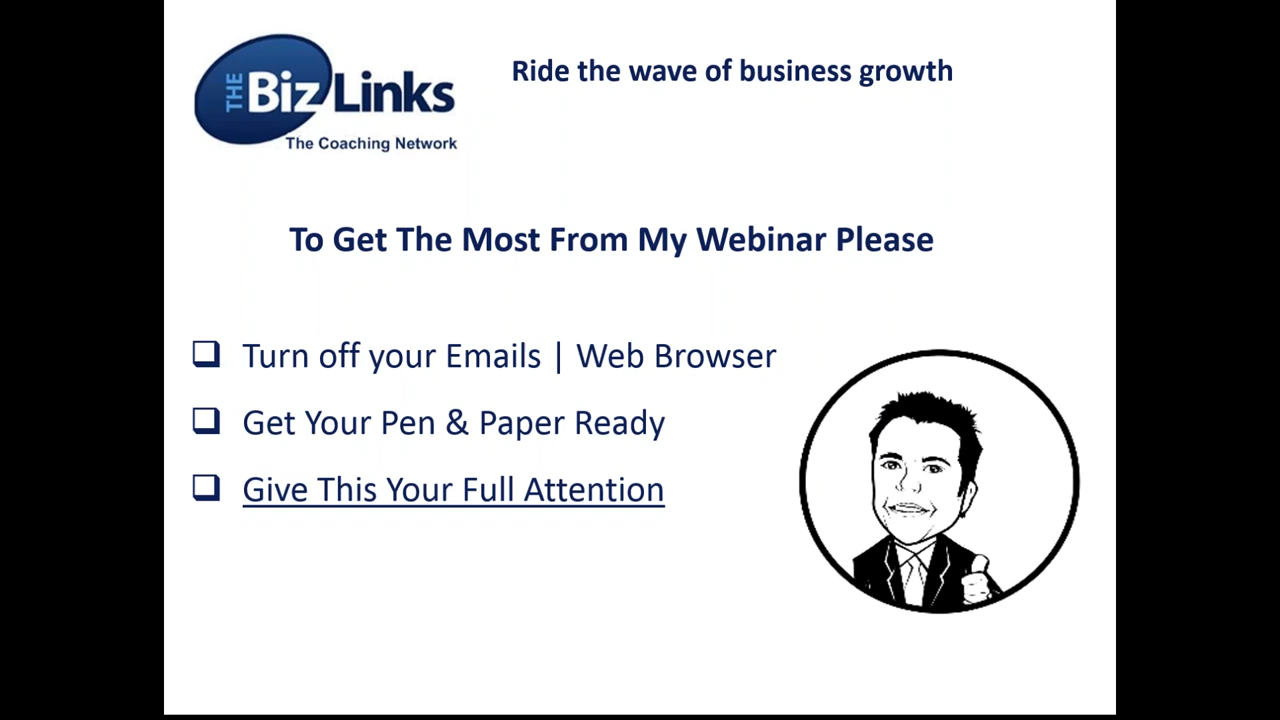 THE Biz Links
The Coaching Network
Ride the wave of business growth
To Get The Most From My Webinar Please
Turn off your Emails | Web Browser
Get Your Pen & Paper Ready
Give This Your Full Attention